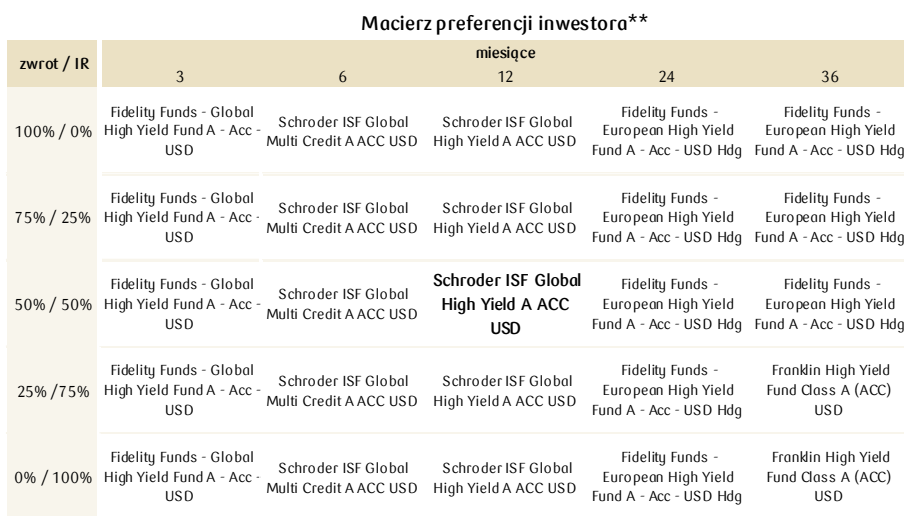 Macierz preferencji inwestora**
zwrot / IR
miesiące
3 6 12 24 36
100% / 0%
Fidelity Funds - Global
High Yield Fund A - Acc -
USD
Schroder ISF Global
Multi Credit A ACC USD
Schroder ISF Global
High Yield A ACC USD
Fidelity Funds -
European High Yield
Fund A - Acc - USD Hdg
Fidelity Funds -
European High Yield
Fund A - Acc - USD Hdg
75% / 25%
Fidelity Funds - Global
High Yield Fund A - Acc -
USD
Schroder ISF Global
Multi Credit A ACC USD
Schroder ISF Global
High Yield A ACC USD
Fidelity Funds -
European High Yield
Fund A - Acc - USD Hdg
Fidelity Funds -
European High Yield
Fund A - Acc - USD Hdg
50% / 50%
Fidelity Funds - Global
High Yield Fund A - Acc -
USD
Schroder ISF Global
Multi Credit A ACC USD
Schroder ISF Global
High Yield A ACC
USD
Fidelity Funds -
European High Yield
Fund A - Acc - USD Hdg
Fidelity Funds -
European High Yield
Fund A - Acc - USD Hdg
25% /75%
Fidelity Funds - Global
High Yield Fund A - Acc -
USD
Schroder ISF Global
Multi Credit A ACC USD
Schroder ISF Global
High Yield A ACC USD
Fidelity Funds -
European High Yield
Fund A - Acc - USD Hdg
Franklin High Yield
Fund Class A (ACC)
USD
0% / 100%
Fidelity Funds - Global
High Yield Fund A - Acc -
USD
Schroder ISF Global
Multi Credit A ACC USD
Schroder ISF Global
High Yield A ACC USD
Fidelity Funds -
European High Yield
Fund A - Acc - USD Hdg
Franklin High Yield
Fund Class A (ACC)
USD